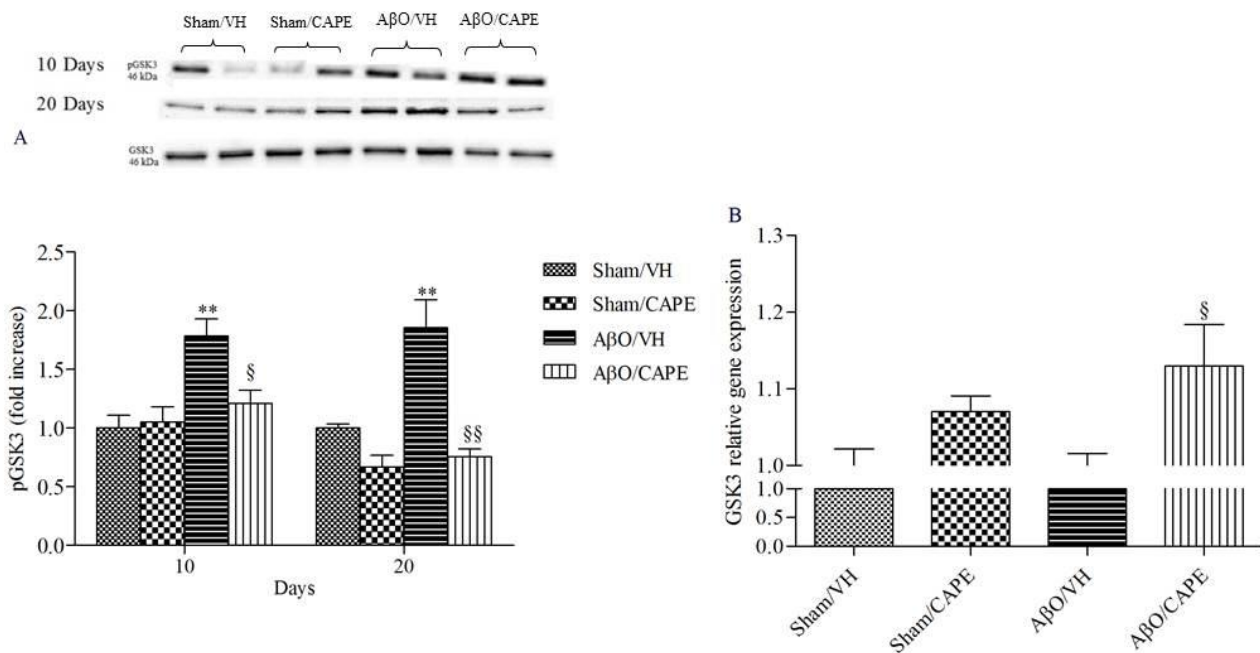 Sham/VH Sham/CAPE AβO/VH AβO/CAPE
10 Days pGSK3
46 kDa
20 Days
A
GSK3
46 kDa
pGSK3 (fold increase)
2.5
2.0
1.5
1.0
0.5
0.0
** § ** §§
10 20
Days
Sham/VH
Sham/CAPE
AβO/VH
AβO/CAPE
B
GSK3 relative gene expression
1.3
1.2
1.1
1.0
1.0
0.5
0.0
§
Sham/VH
Sham/CAPE
AβO/VH
AβO/CAPE